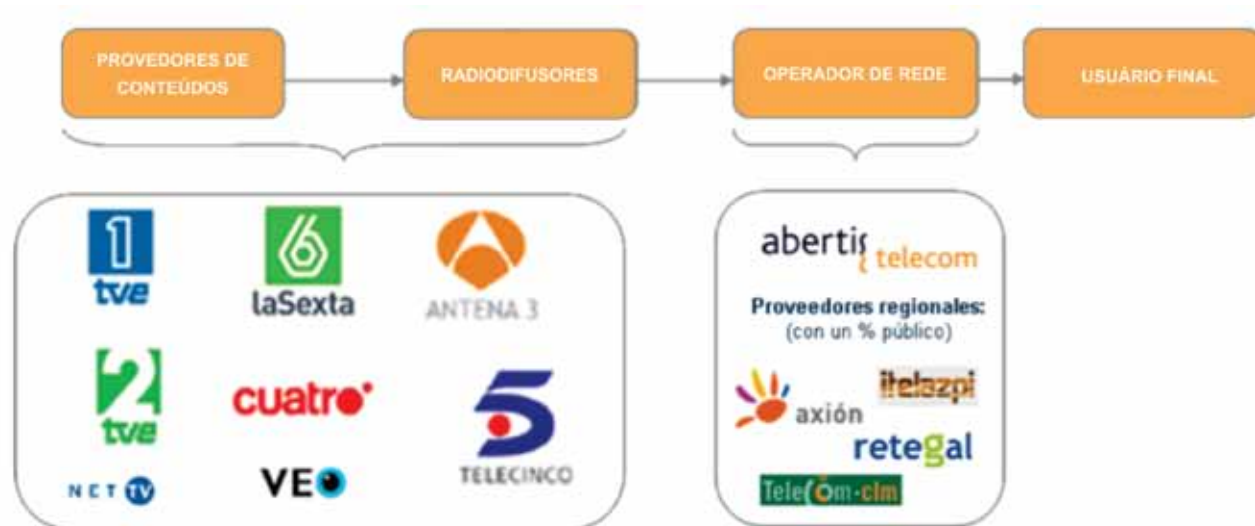 PROVEDORES DE
CONTEÚDOS
RADIODIFUSORES
OPERADOR DE REDE
USUÁRIO FINAL
1
tve
6
laSexta
ANTENA 3
2
tve
cuatro
5
TELECINCO
NET TV
VEO
abertis
telecom
Proveedores regionales:
(con un % público)
axión
itelazpi
retegal
Telecom-clm